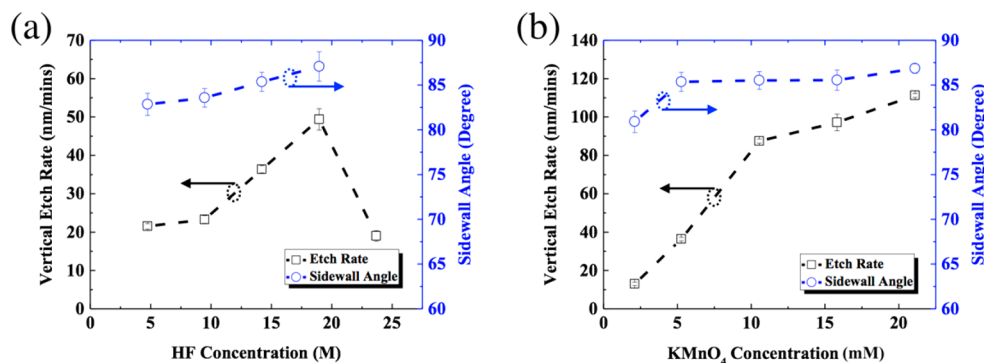 (a)
Vertical Etch Rate (nm/mins)
70
60
50
40
30
20
10
0
90
85
80
75
70
65
60
Sidewall Angle (Degree)
Etch Rate
Sidewall Angle
0 5 10 15 20 25
HF Concentration (M)
(b)
Vertical Etch Rate (nm/mins)
140
120
100
80
60
40
20
0
90
85
80
75
70
65
60
Sidewall Angle (Degree)
Etch Rate
Sidewall Angle
0 5 10 15 20
KMnO₄ Concentration (mM)